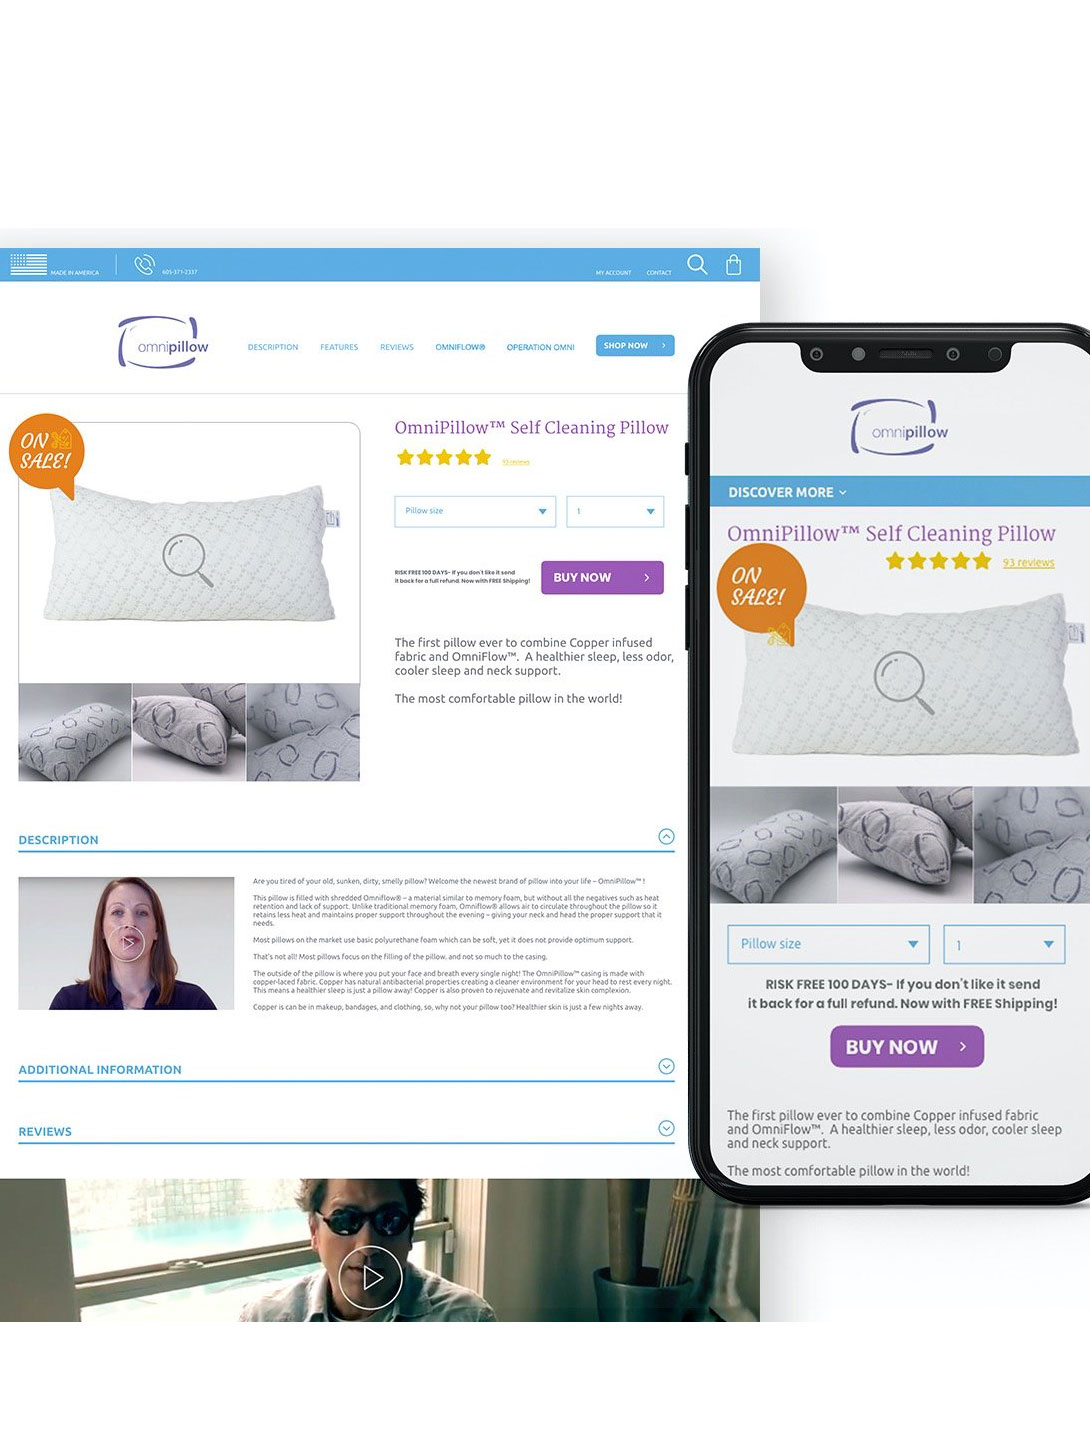 MADE IN AMERICA
605-371-2337
MY ACCOUNT
CONTACT
omnipillow
DESCRIPTION
FEATURES
REVIEWS
OMNIFLOW®
OPERATION OMNI
SHOP NOW
ON
SALE!
OmniPillow™ Self Cleaning Pillow
93 reviews
Pillow size
1
RISK FREE 100 DAYS- If you don't like it send
it back for a full refund. Now with FREE Shipping!
BUY NOW
The first pillow ever to combine Copper infused
fabric and OmniFlow™. A healthier sleep, less odor,
cooler sleep and neck support.
The most comfortable pillow in the world!
DESCRIPTION
Are you tired of your old, sunken, dirty, smelly pillow? Welcome the newest brand of pillow into your life – OmniPillow™ !
This pillow is filled with shredded Omniflow® – a material similar to memory foam, but without all the negatives such as heat
retention and lack of support. Unlike traditional memory foam, Omniflow® allows air to circulate throughout the pillow so it
retains less heat and maintains proper support throughout the evening – giving your neck and head the proper support that it
needs.
Most pillows on the market use basic polyurethane foam which can be soft, yet it does not provide optimum support.
That's not all! Most pillows focus on the filling of the pillow, and not so much to the casing.
The outside of the pillow is where you put your face and breath every single night! The OmniPillow™ casing is made with
copper-laced fabric. Copper has natural antibacterial properties creating a cleaner environment for your head to rest every night.
This means a healthier sleep is just a pillow away! Copper is also proven to rejuvenate and revitalize skin complexion.
Copper is can be in makeup, bandages, and clothing, so, why not your pillow too? Healthier skin is just a few nights away.
ADDITIONAL INFORMATION
REVIEWS
omnipillow
DISCOVER MORE
OmniPillow™ Self Cleaning Pillow
93 reviews
ON
SALE!
Pillow size
1
RISK FREE 100 DAYS- If you don't like it send
it back for a full refund. Now with FREE Shipping!
BUY NOW
The first pillow ever to combine Copper infused fabric
and OmniFlow™. A healthier sleep, less odor, cooler sleep
and neck support.
The most comfortable pillow in the world!